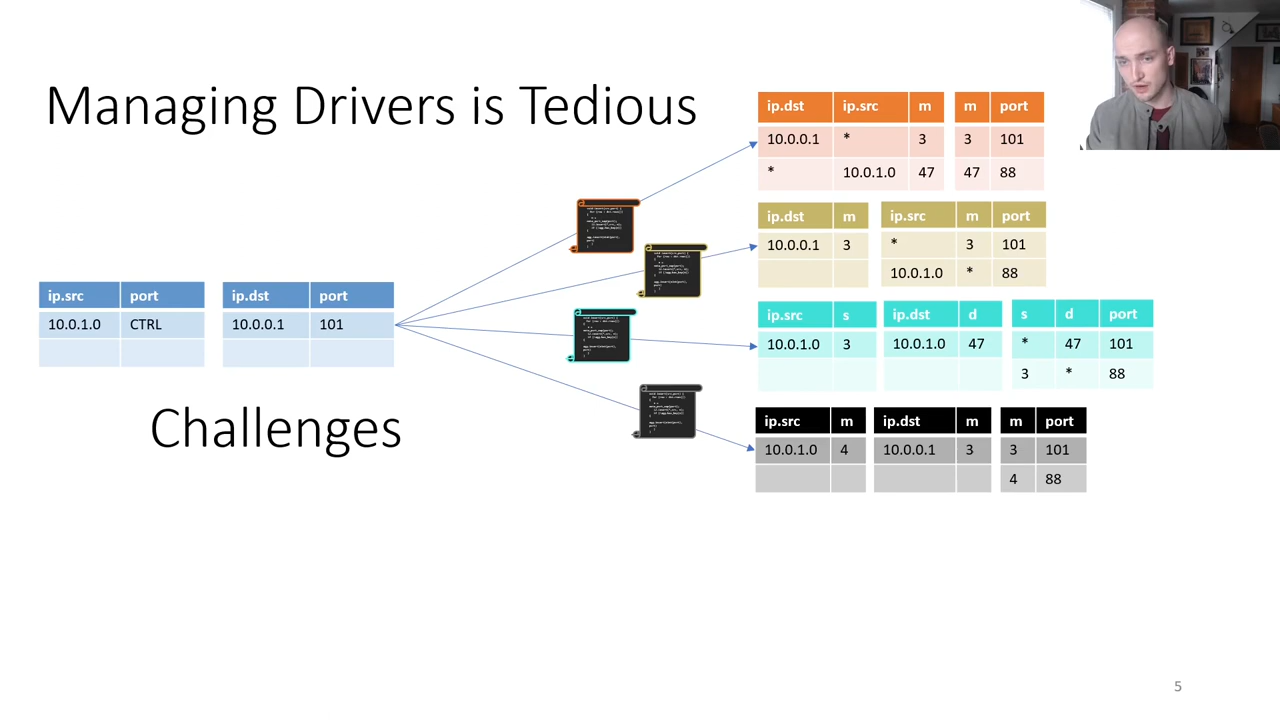 Managing Drivers is Tedious
ip.dst ip.src m m port
10.0.0.1 * 3 3 101
* 10.0.1.0 47 47 88
ip.dst m ip.src m port
10.0.0.1 3 * 3 101
10.0.1.0 * 88
ip.src port ip.dst port
10.0.1.0 CTRL 10.0.0.1 101
ip.src s ip.dst d s d port
10.0.1.0 3 10.0.1.0 47 * 47 101
3 * 88
Challenges
ip.src m ip.dst m m port
10.0.1.0 4 10.0.0.1 3 3 101
4 88
5